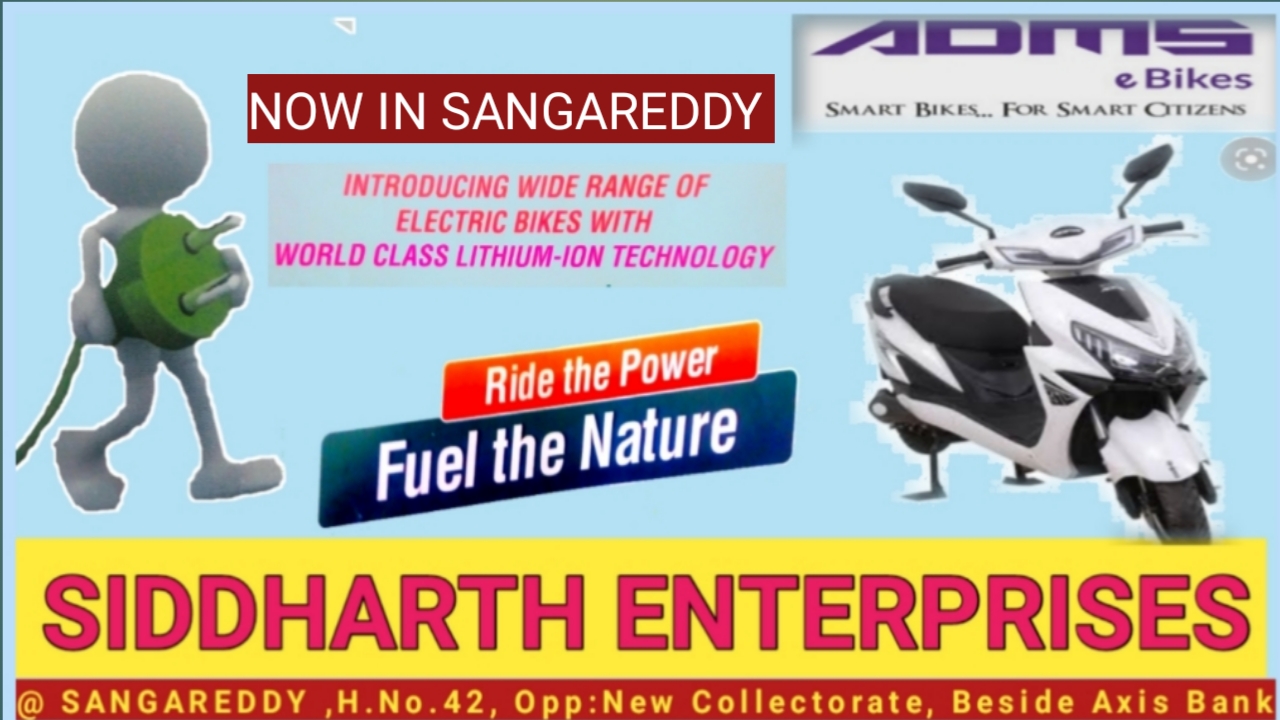 ADMS
e Bikes
SMART BIKES... FOR SMART CITIZENS
NOW IN SANGAREDDY
INTRODUCING WIDE RANGE OF
ELECTRIC BIKES WITH
WORLD CLASS LITHIUM-ION TECHNOLOGY
Ride the Power
Fuel the Nature
SIDDHARTH ENTERPRISES
@ SANGAREDDY ,H.No.42, Opp:New Collectorate, Beside Axis Bank